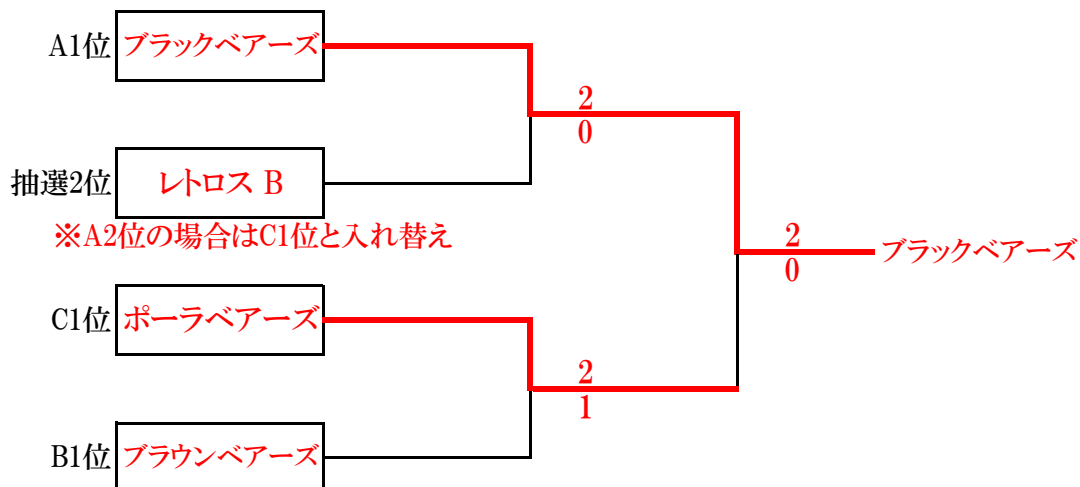 A1位 ブラックベアーズ
2
0
抽選2位 レトロス B
※A2位の場合はC1位と入れ替え
2
0
ブラックベアーズ
C1位 ポーラベアーズ
2
1
B1位 ブラウンベアーズ